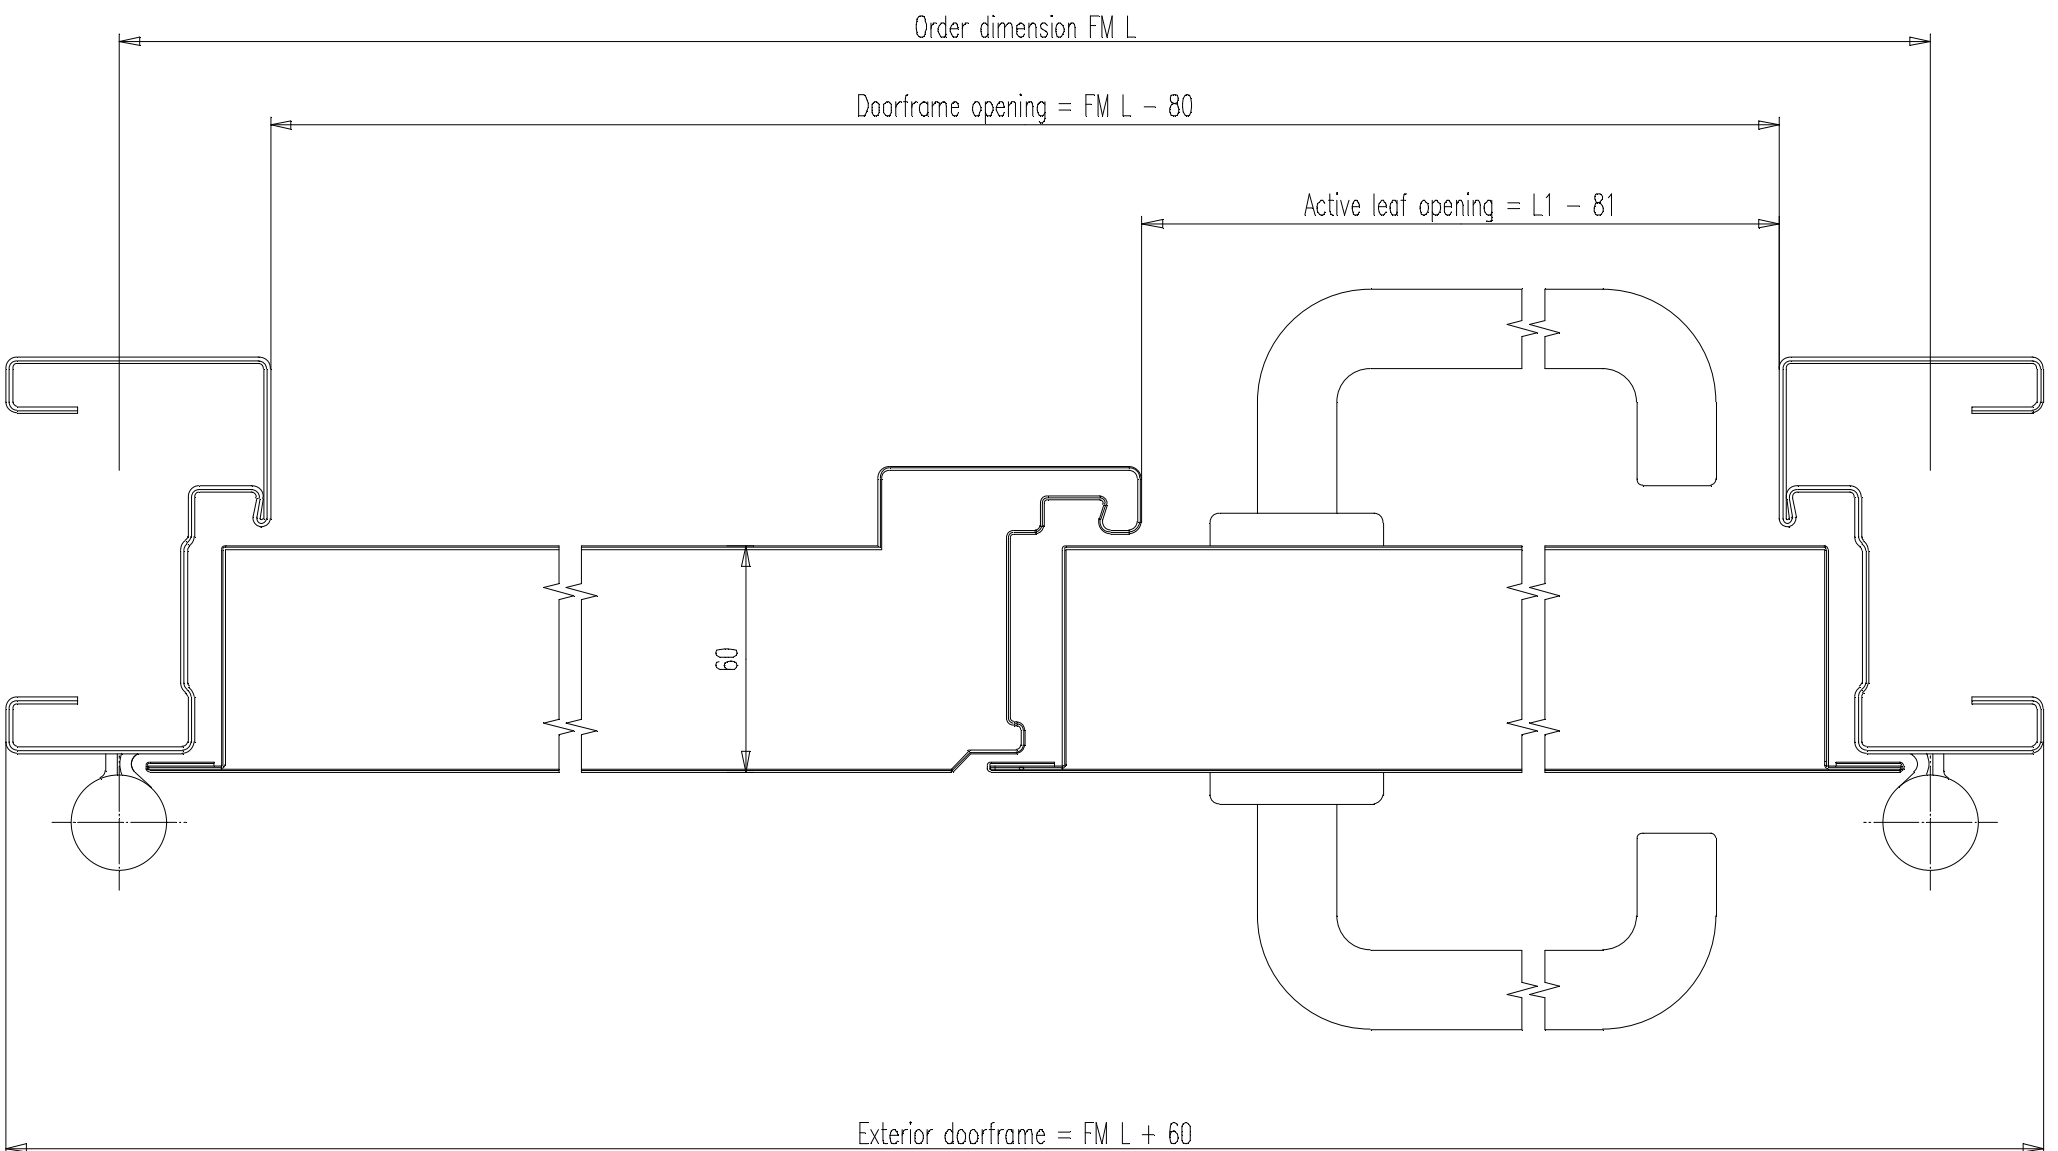 Order dimension FM L
Doorframe opening = FM L - 80
Active leaf opening = L1 - 81
60
Exterior doorframe = FM L + 60